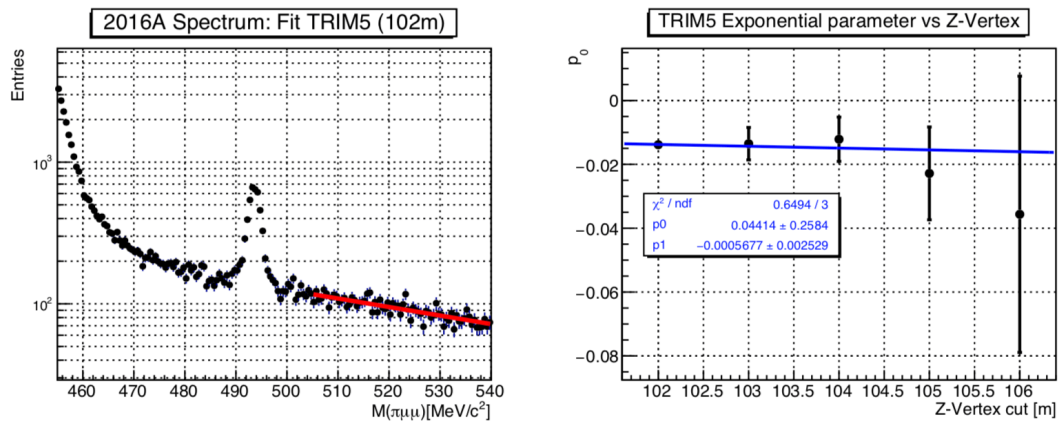 2016A Spectrum: Fit TRIM5 (102m)
Entries
10³
10²
460 470 480 490 500 510 520 530 540
M(πμμ)[MeV/c²]
TRIM5 Exponential parameter vs Z-Vertex
p₀
0
−0.02
−0.04
−0.06
−0.08
χ² / ndf 0.6494 / 3
p0 0.04414 ± 0.2584
p1 −0.0005677 ± 0.002529
102 102.5 103 103.5 104 104.5 105 105.5 106
Z-Vertex cut [m]